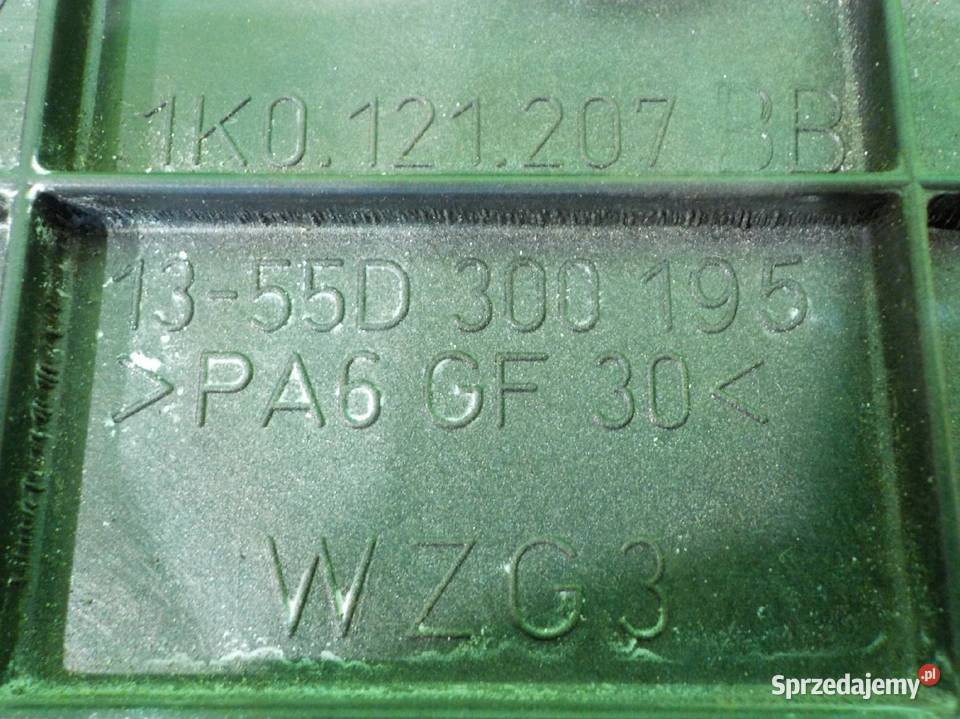 1K0.121.207 BB
13-55D 300 195
>PA6 GF 30<
WZG3
Sprzedajemy.pl